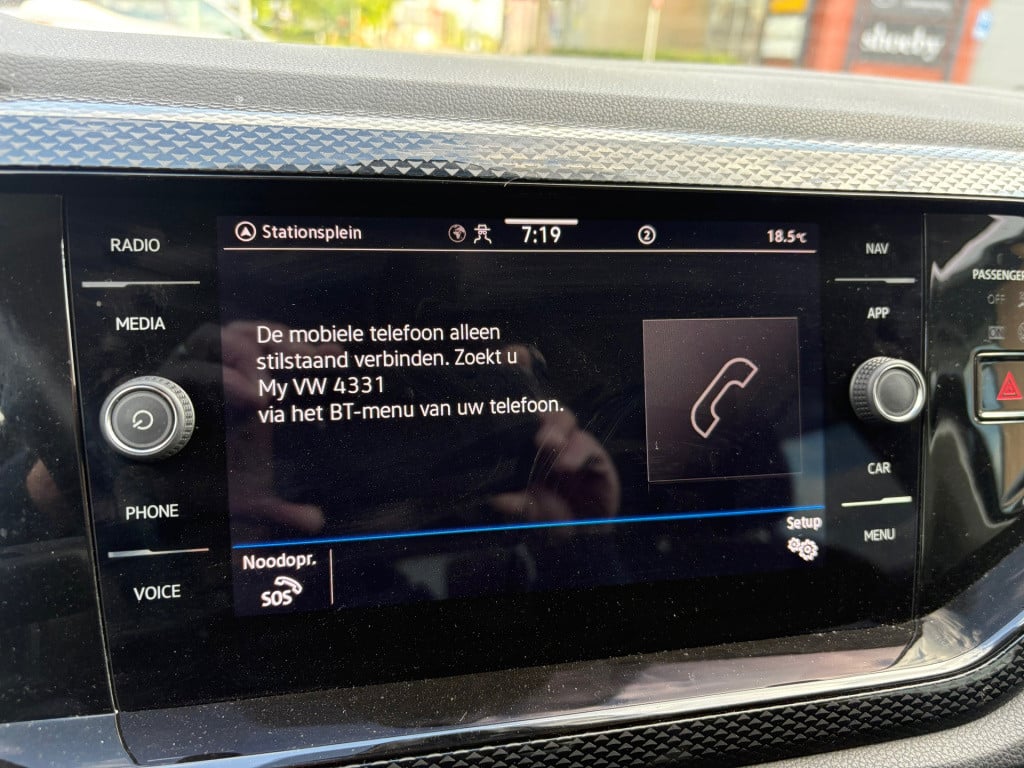 sleeby
RADIO
MEDIA
PHONE
VOICE
Stationsplein
7:19
2
18.5°C
De mobiele telefoon alleen
stilstaand verbinden. Zoekt u
My VW 4331
via het BT-menu van uw telefoon.
Noodopr.
SOS
Setup
NAV
APP
CAR
MENU
PASSENGER
OFF